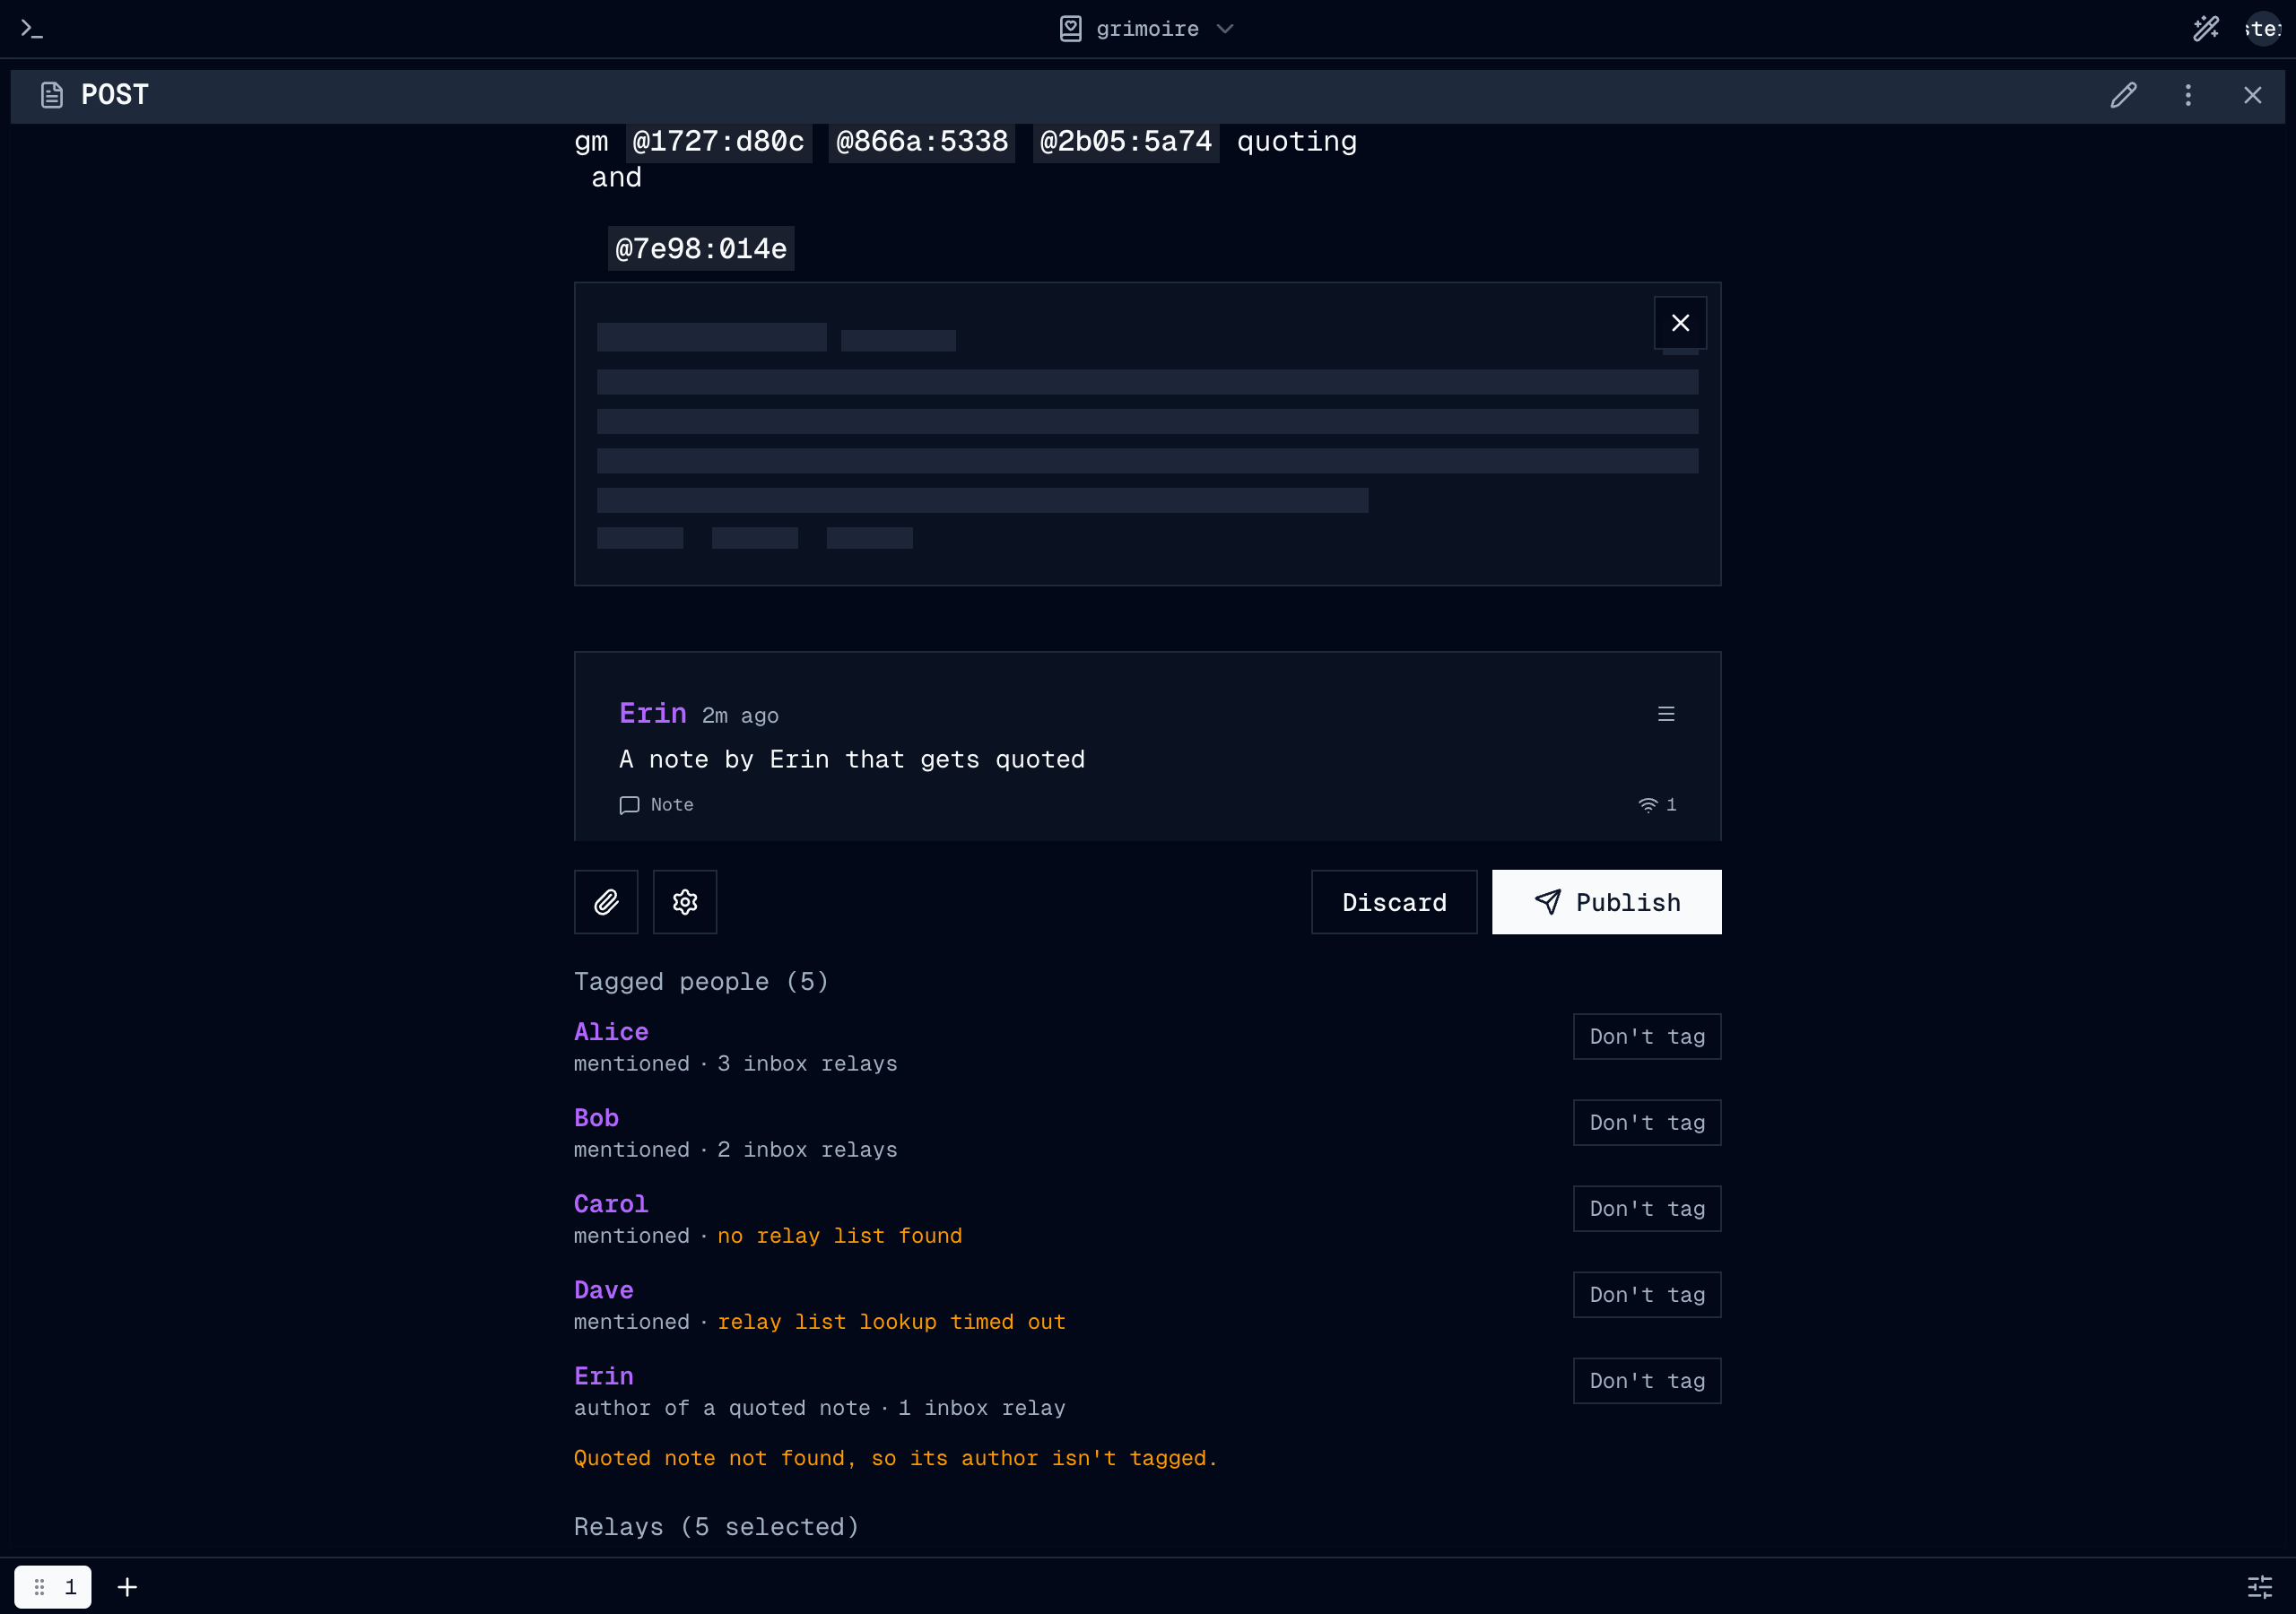 grimoire
POST
gm @1727:d80c @866a:5338 @2b05:5a74 quoting
and
@7e98:014e
Erin 2m ago
A note by Erin that gets quoted
Note 1
Discard Publish
Tagged people (5)
Alice
mentioned · 3 inbox relays
Don't tag
Bob
mentioned · 2 inbox relays
Don't tag
Carol
mentioned · no relay list found
Don't tag
Dave
mentioned · relay list lookup timed out
Don't tag
Erin
author of a quoted note · 1 inbox relay
Don't tag
Quoted note not found, so its author isn't tagged.
Relays (5 selected)
1